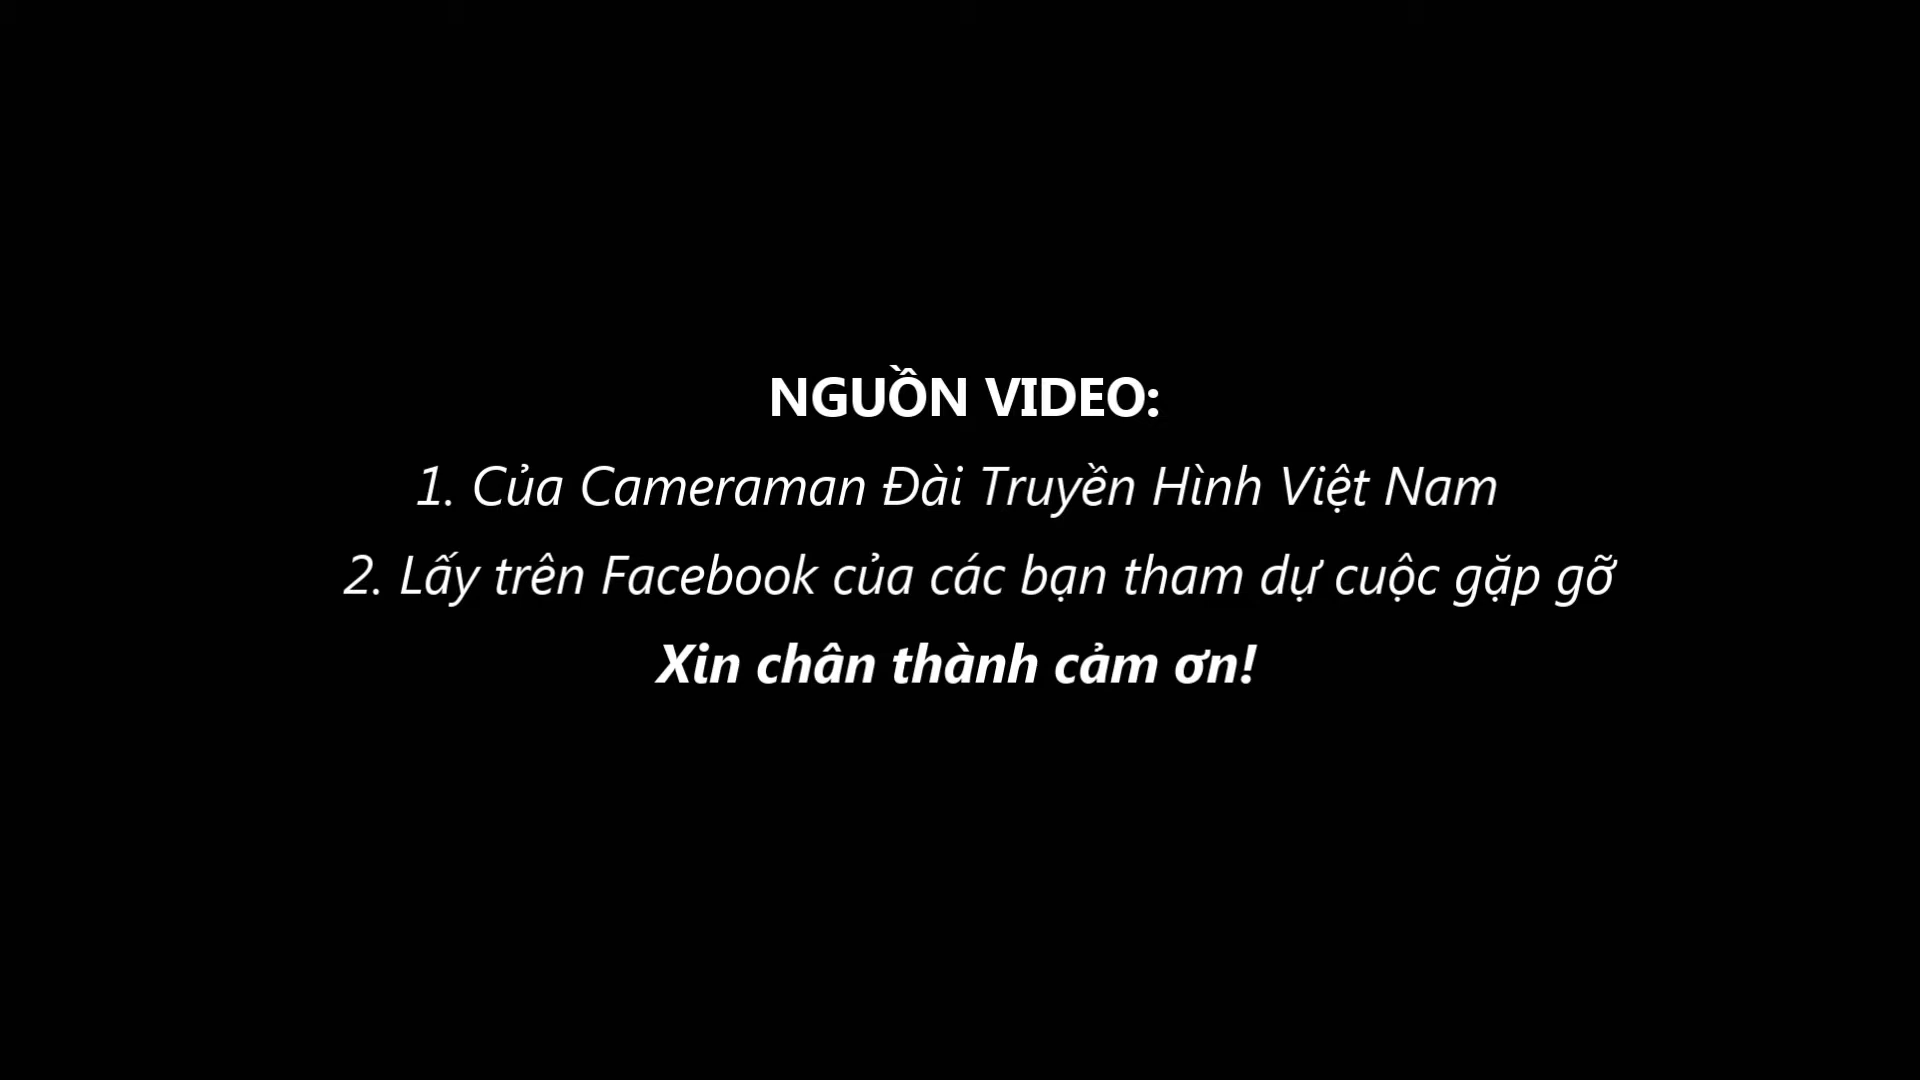 NGUỒN VIDEO:
1. Của Cameraman Đài Truyền Hình Việt Nam
2. Lấy trên Facebook của các bạn tham dự cuộc gặp gỡ
Xin chân thành cảm ơn!